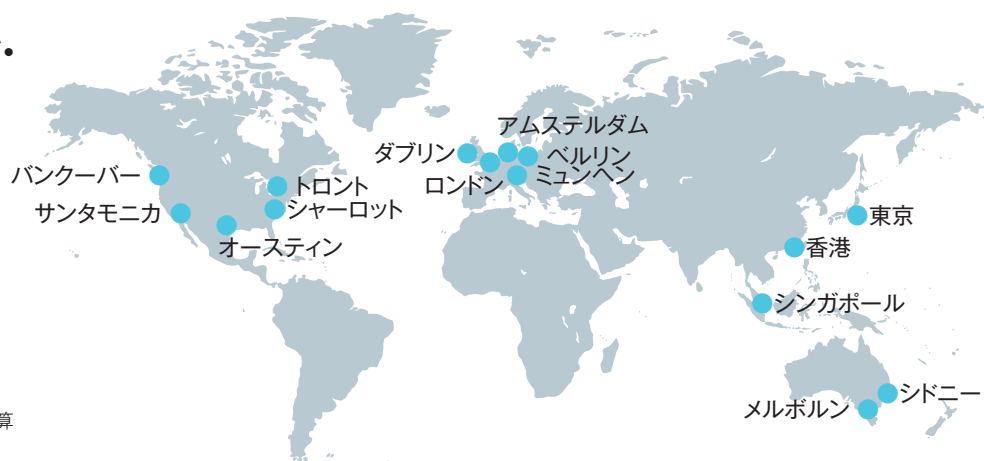 アムステルダム
ダブリン
ベルリン
ロンドン
ミュンヘン
バンクーバー
トロント
サンタモニカ
シャーロット
オースティン
東京
香港
シンガポール
シドニー
メルボルン
算